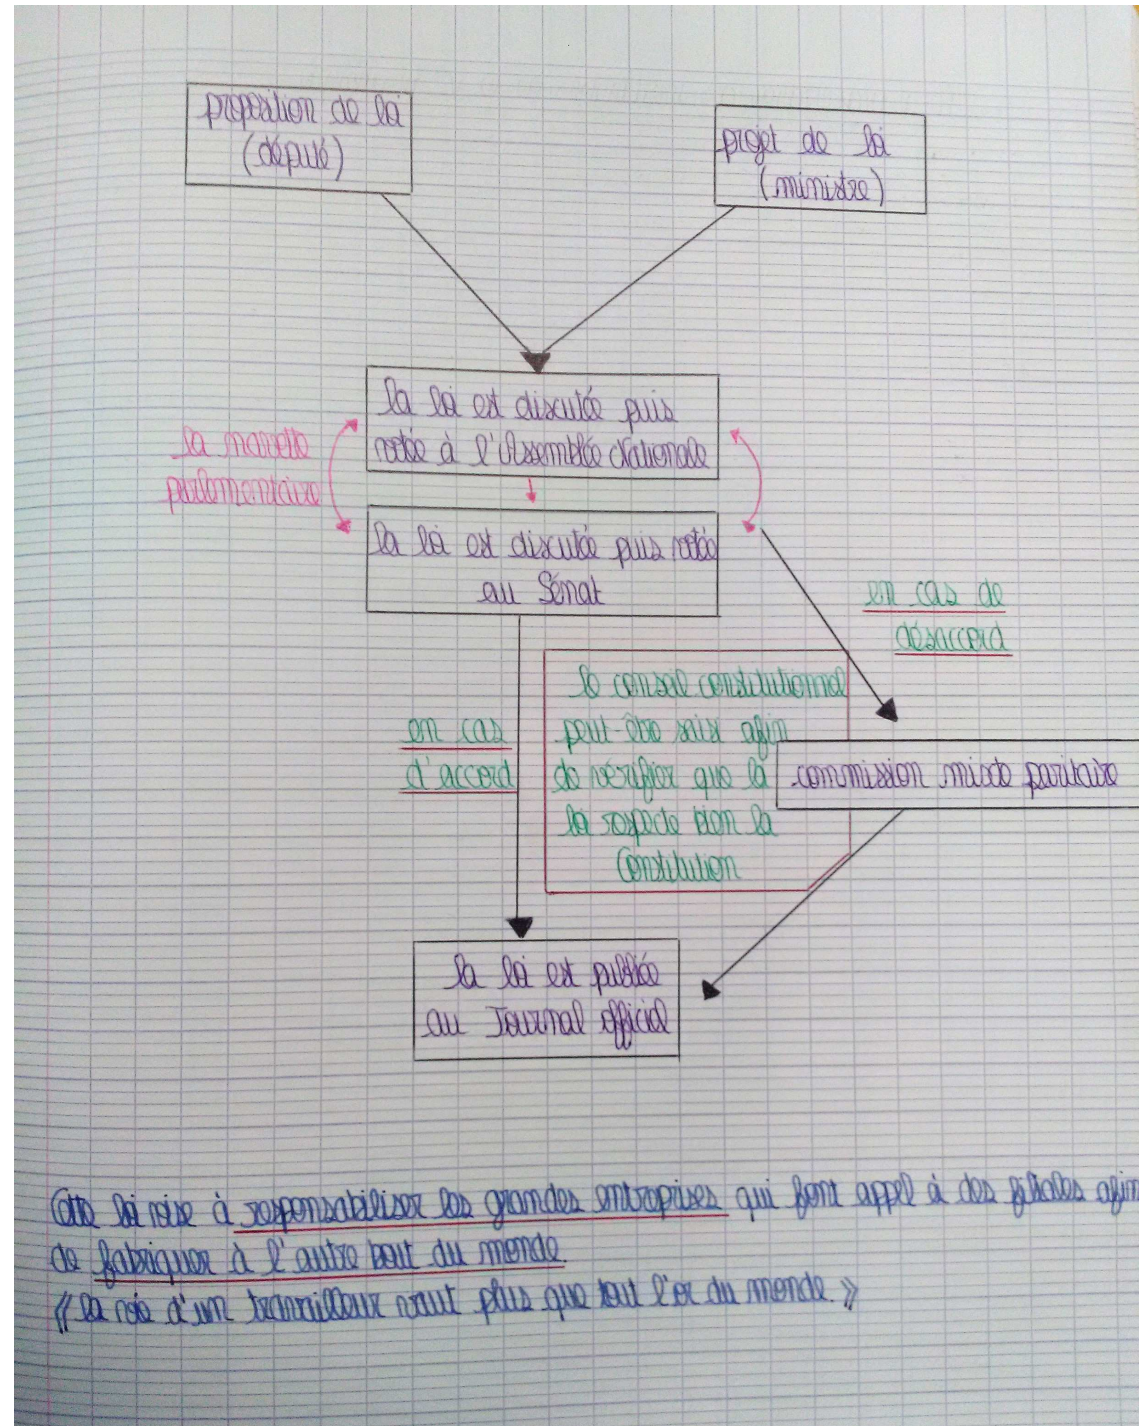 proposition de loi
(député)
projet de loi
(ministre)
la loi est discutée puis
votée à l'Assemblée Nationale
la navette
parlementaire
la loi est discutée puis votée
au Sénat
en cas de
désaccord
le conseil constitutionnal
peut-être saisi afin
de vérifier que la
loi respecte bien la
Constitution
en cas
d'accord
commission mixte paritaire
la loi est publiée
au Journal officiel
Cette loi vise à responsabiliser les grandes entreprises qui font appel à des filiales afin
de fabriquer à l'autre bout du monde.
« la vie d'un travailleur vaut plus que tout l'or du monde. »